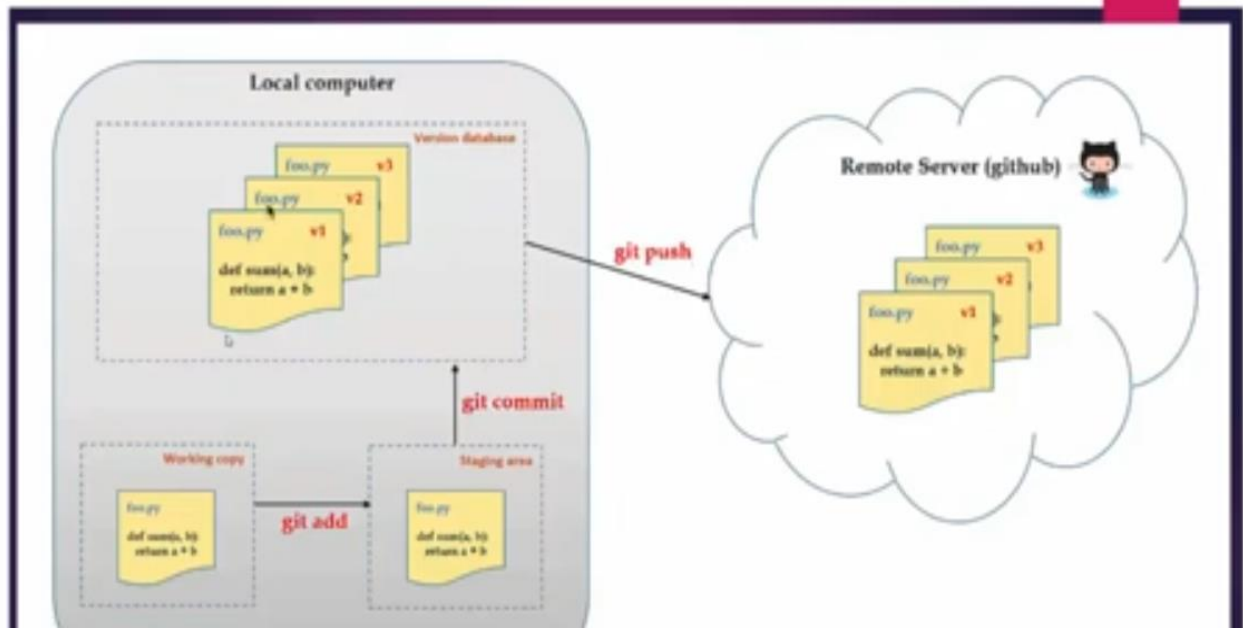 Local computer
Version database
foo.py v3
foo.py v2
foo.py v1
def sum(a, b):
return a + b
git push
Remote Server (github)
foo.py v3
foo.py v2
foo.py v1
def sum(a, b):
return a + b
git commit
Working copy
foo.py
def sum(a, b):
return a + b
git add
Staging area
foo.py
def sum(a, b):
return a + b